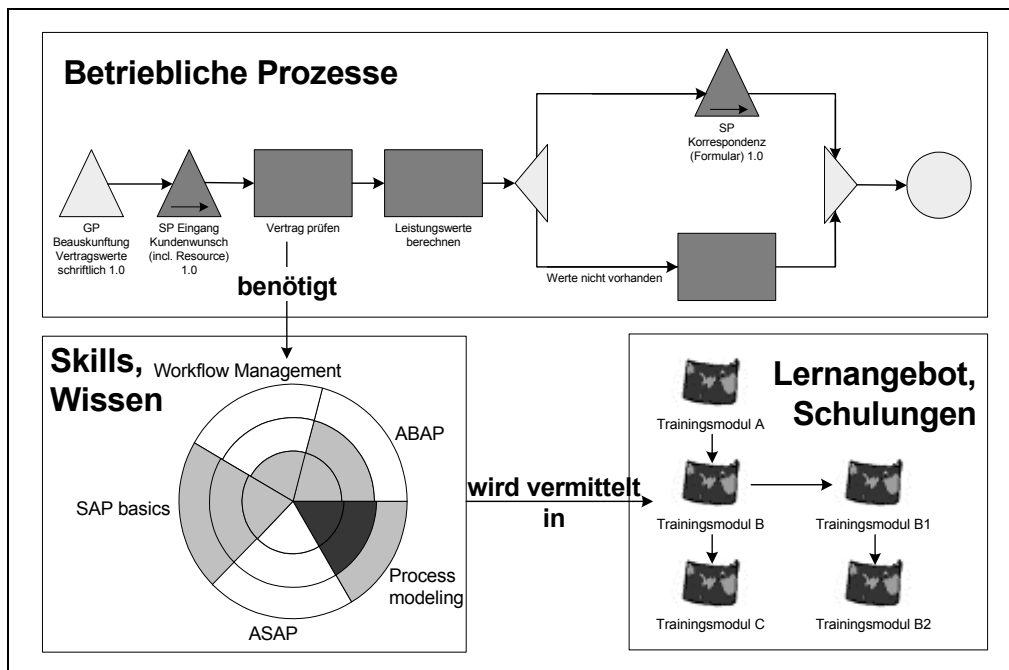 Betriebliche Prozesse
GP
Beauskunftung
Vertragswerte
schriftlich 1.0
SP Eingang
Kundenwunsch
(incl. Resource)
1.0
Vertrag prüfen
Leistungswerte
berechnen
SP
Korrespondenz
(Formular) 1.0
Werte nicht vorhanden
benötigt
Skills,
Wissen
Workflow Management
ABAP
SAP basics
Process
modeling
ASAP
wird vermittelt
in
Lernangebot,
Schulungen
Trainingsmodul A
Trainingsmodul B
Trainingsmodul B1
Trainingsmodul C
Trainingsmodul B2